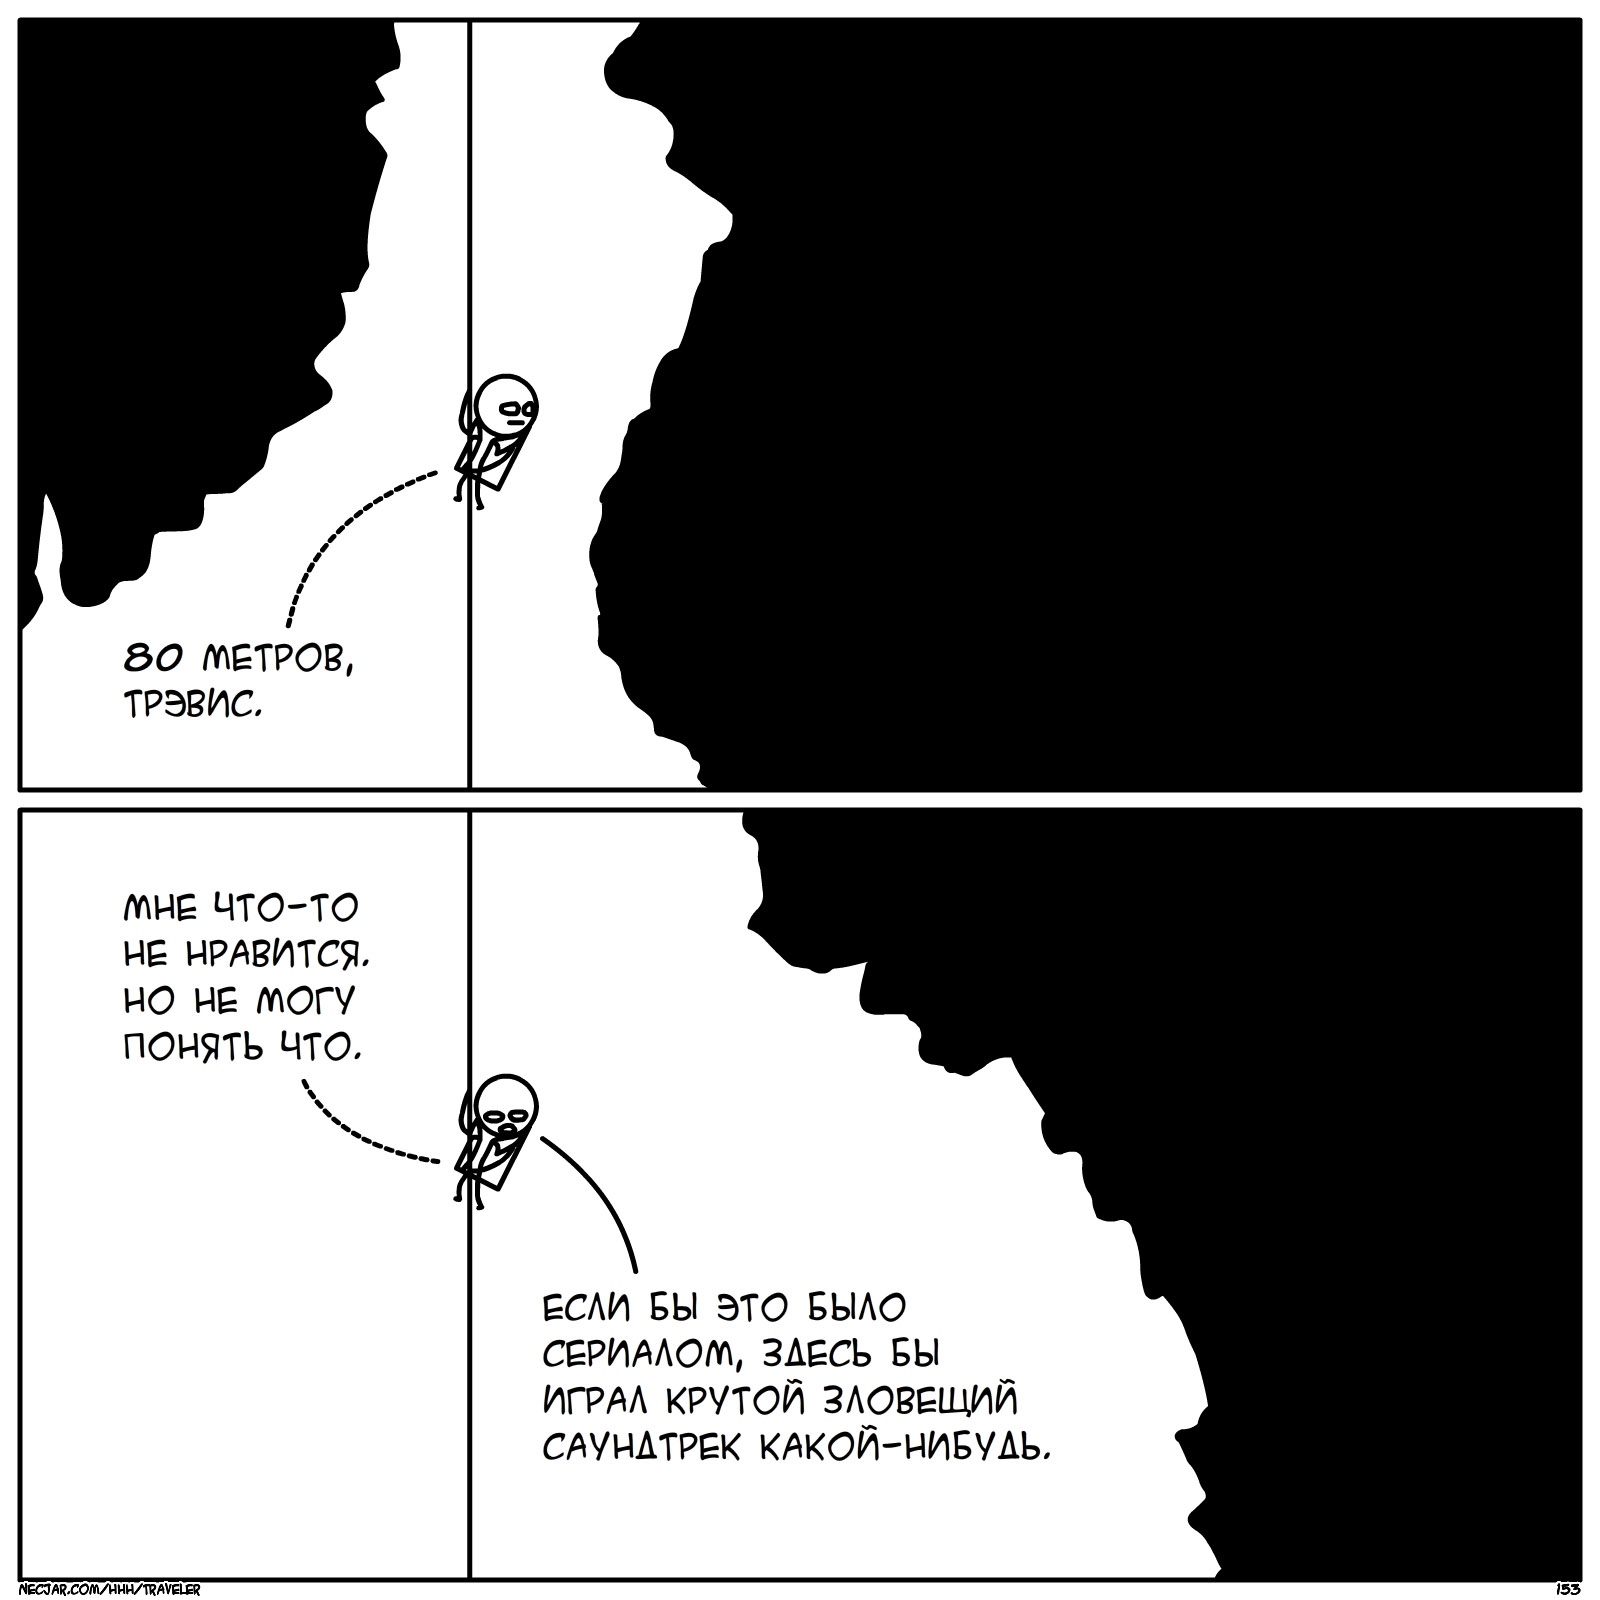 80 МЕТРОВ,
ТРЭВИС.
МНЕ ЧТО-ТО
НЕ НРАВИТСЯ.
НО НЕ МОГУ
ПОНЯТЬ ЧТО.
ЕСЛИ БЫ ЭТО БЫЛО
СЕРИАЛОМ, ЗДЕСЬ БЫ
ИГРАЛ КРУТОЙ ЗЛОВЕЩИЙ
САУНДТРЕК КАКОЙ-НИБУДЬ.
NECJAR.COM/HHH/TRAVELER
153